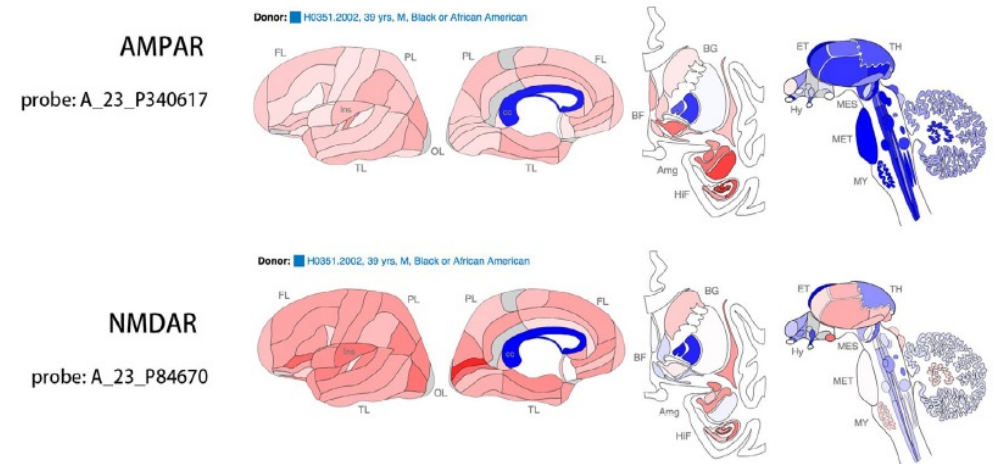 Donor: H0351.2002, 39 yrs, M, Black or African American
AMPAR
probe: A_23_P340617
FL
PL
Ins
OL
TL
PL
FL
cc
TL
BG
BF
Amg
HiF
ET
TH
Hy
MES
MET
MY
Donor: H0351.2002, 39 yrs, M, Black or African American
NMDAR
probe: A_23_P84670
FL
PL
Ins
OL
TL
PL
FL
cc
TL
BG
BF
Amg
HiF
ET
TH
Hy
MES
MET
MY